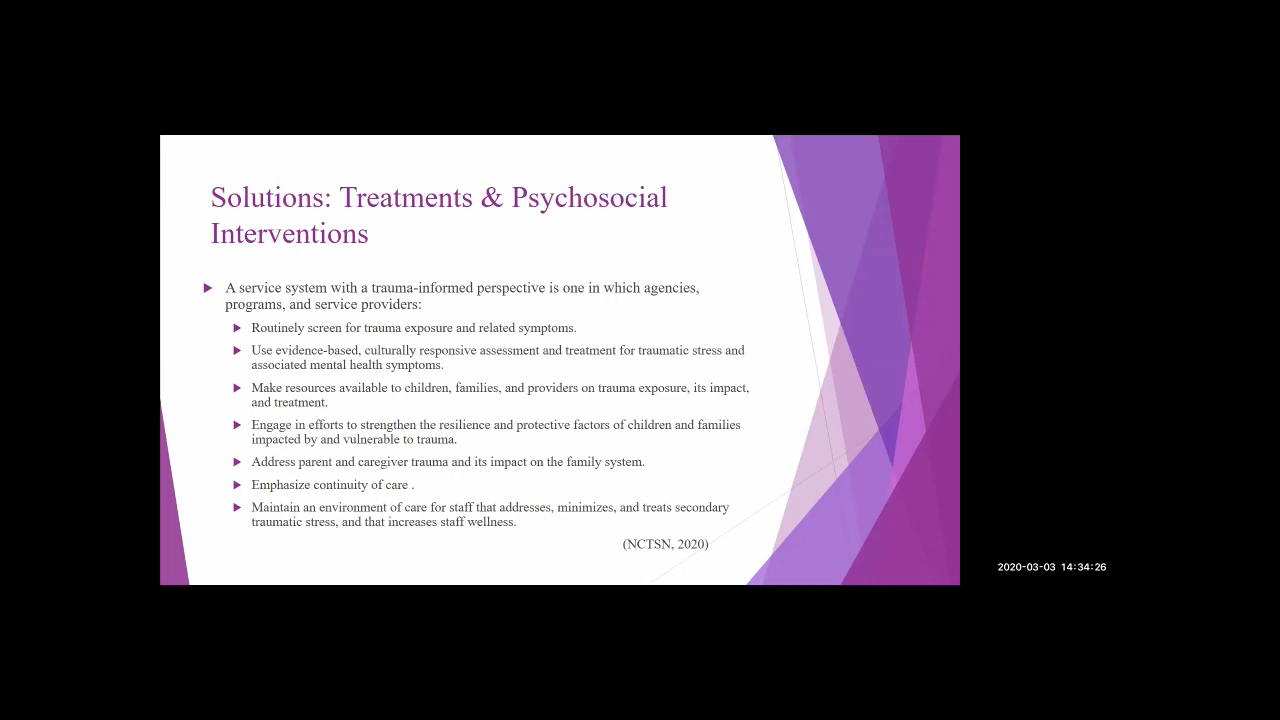 Solutions: Treatments & Psychosocial
Interventions
A service system with a trauma-informed perspective is one in which agencies,
programs, and service providers:
Routinely screen for trauma exposure and related symptoms.
Use evidence-based, culturally responsive assessment and treatment for traumatic stress and
associated mental health symptoms.
Make resources available to children, families, and providers on trauma exposure, its impact,
and treatment.
Engage in efforts to strengthen the resilience and protective factors of children and families
impacted by and vulnerable to trauma.
Address parent and caregiver trauma and its impact on the family system.
Emphasize continuity of care .
Maintain an environment of care for staff that addresses, minimizes, and treats secondary
traumatic stress, and that increases staff wellness.
(NCTSN, 2020)
2020-03-03 14:34:26